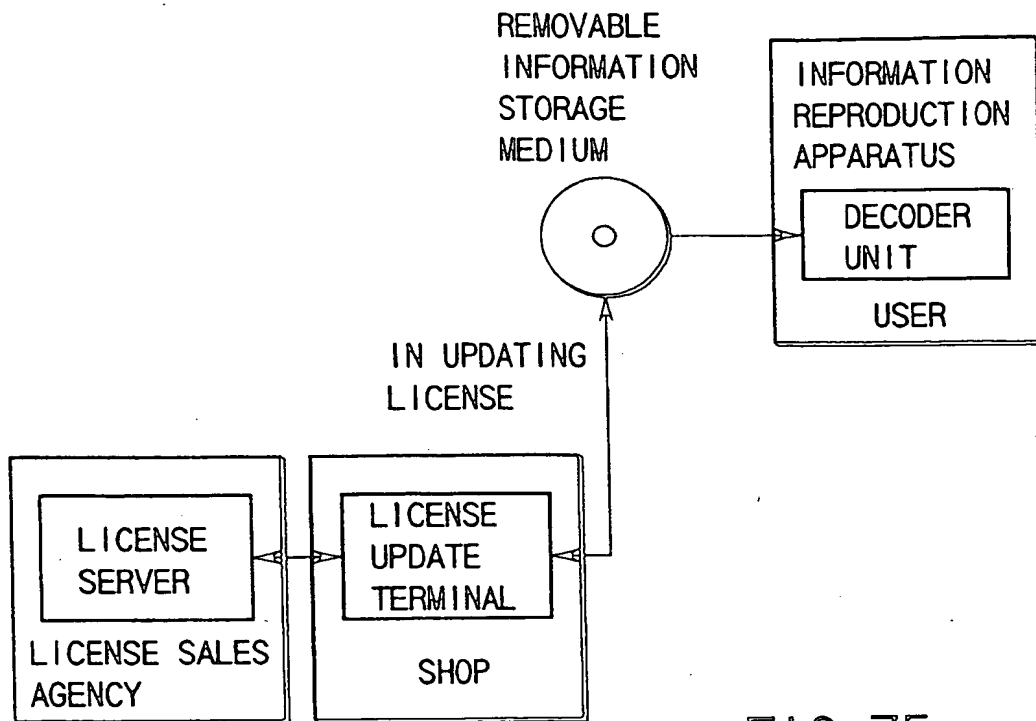 REMOVABLE
INFORMATION
STORAGE
MEDIUM
INFORMATION
REPRODUCTION
APPARATUS
DECODER
UNIT
USER
IN UPDATING
LICENSE
LICENSE
SERVER
LICENSE SALES
AGENCY
LICENSE
UPDATE
TERMINAL
SHOP